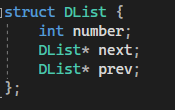 struct DList {
    int number;
    DList* next;
    DList* prev;
};